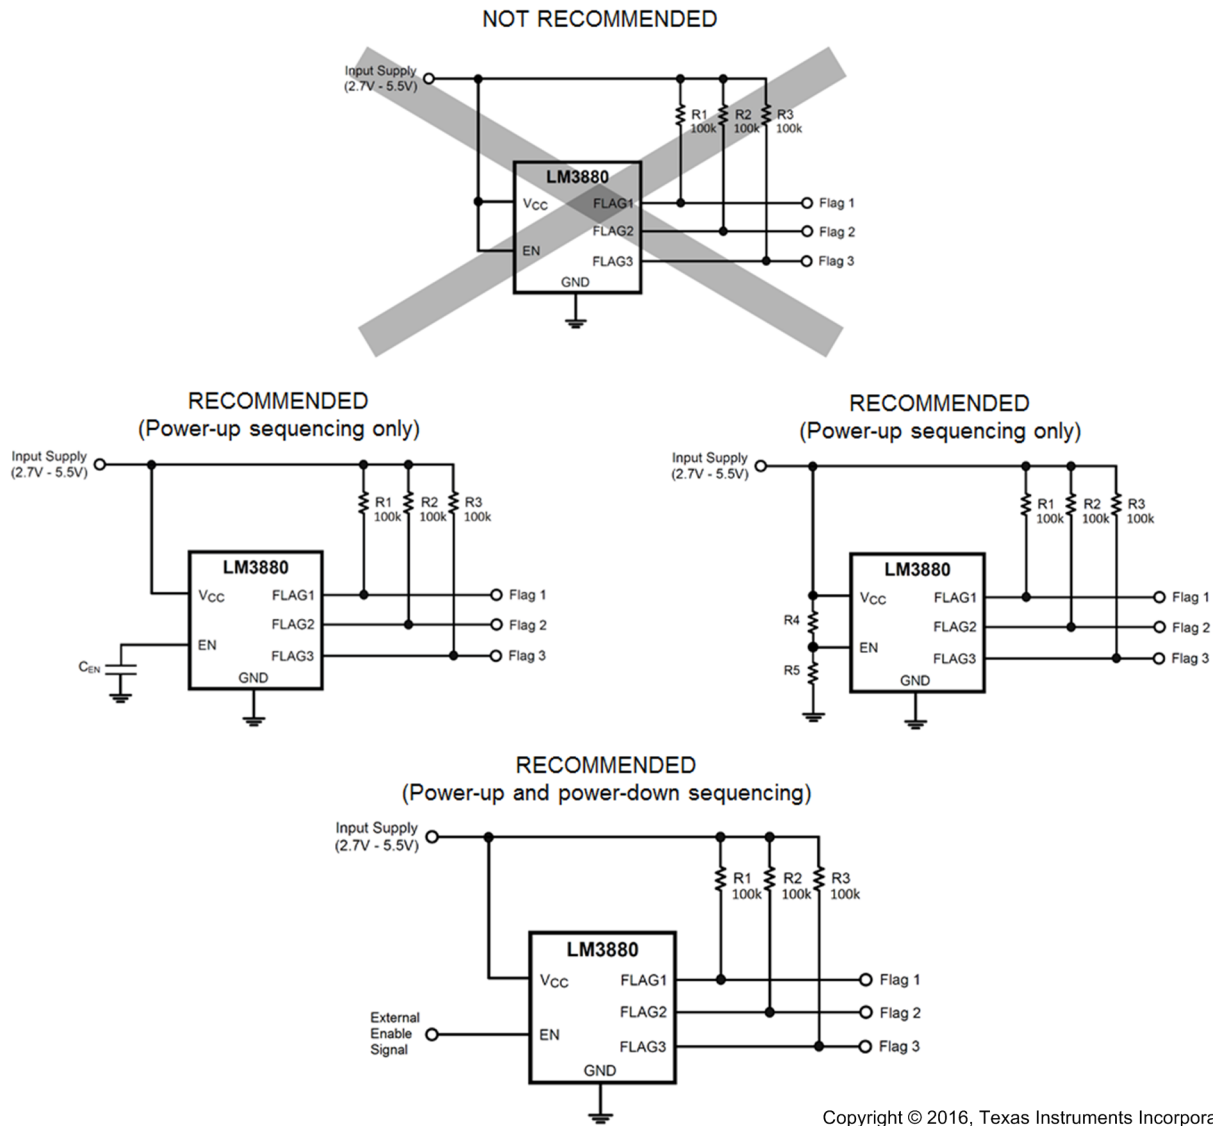 NOT RECOMMENDED
Input Supply
(2.7V - 5.5V)
R1
100k
R2
100k
R3
100k
LM3880
VCC
EN
FLAG1
FLAG2
FLAG3
GND
Flag 1
Flag 2
Flag 3
RECOMMENDED
(Power-up sequencing only)
Input Supply
(2.7V - 5.5V)
R1
100k
R2
100k
R3
100k
LM3880
VCC
EN
FLAG1
FLAG2
FLAG3
GND
CEN
Flag 1
Flag 2
Flag 3
RECOMMENDED
(Power-up sequencing only)
Input Supply
(2.7V - 5.5V)
R1
100k
R2
100k
R3
100k
LM3880
VCC
EN
FLAG1
FLAG2
FLAG3
GND
R4
R5
Flag 1
Flag 2
Flag 3
RECOMMENDED
(Power-up and power-down sequencing)
Input Supply
(2.7V - 5.5V)
R1
100k
R2
100k
R3
100k
LM3880
VCC
EN
FLAG1
FLAG2
FLAG3
GND
External
Enable
Signal
Flag 1
Flag 2
Flag 3
Copyright © 2016, Texas Instruments Incorpora